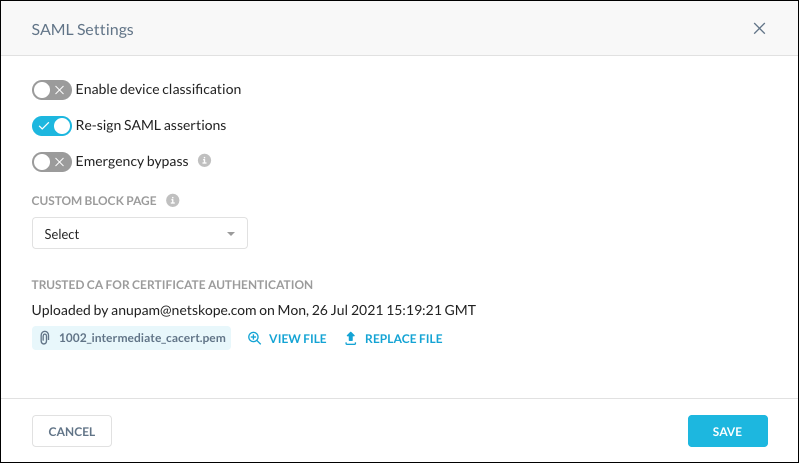 SAML Settings
Enable device classification
Re-sign SAML assertions
Emergency bypass
CUSTOM BLOCK PAGE
Select
TRUSTED CA FOR CERTIFICATE AUTHENTICATION
Uploaded by anupam@netskope.com on Mon, 26 Jul 2021 15:19:21 GMT
1002_intermediate_cacert.pem VIEW FILE REPLACE FILE
CANCEL SAVE